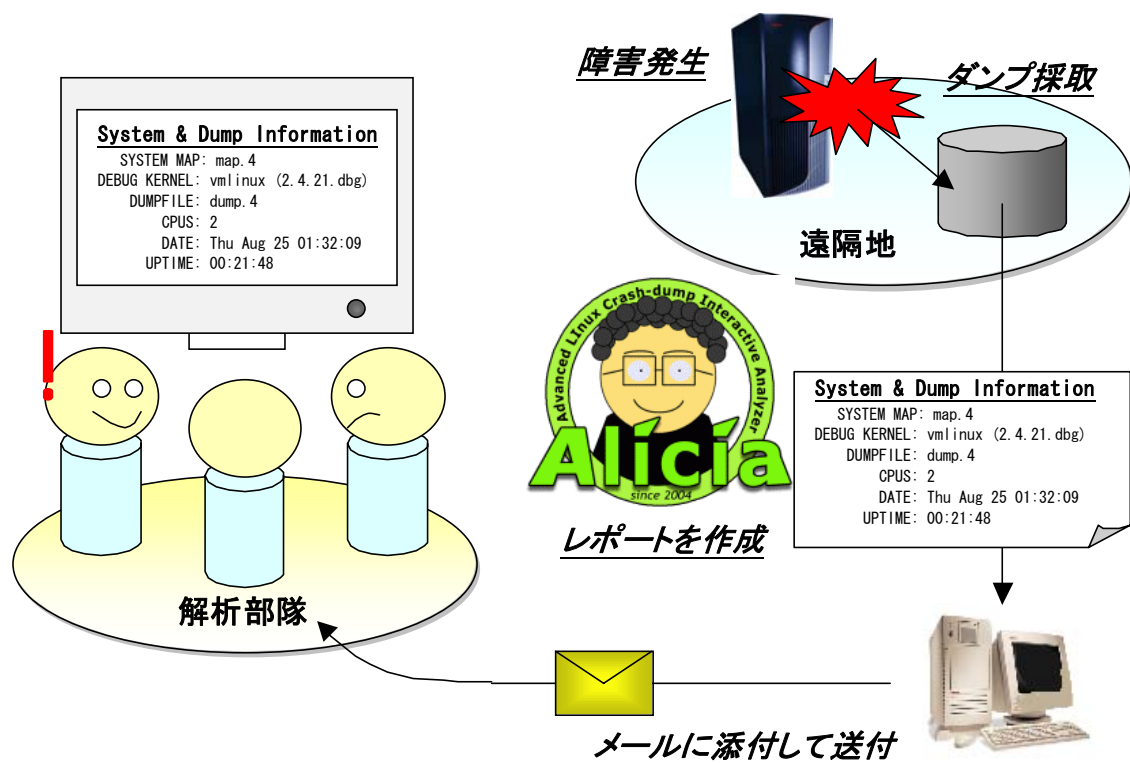 障害発生
ダンプ採取
遠隔地
System & Dump Information
SYSTEM MAP: map.4
DEBUG KERNEL: vmlinux (2.4.21.dbg)
DUMPFILE: dump.4
CPUS: 2
DATE: Thu Aug 25 01:32:09
UPTIME: 00:21:48
!
Advanced LInux Crash-dump Interactive Analyzer
Alicia
since 2004
レポートを作成
System & Dump Information
SYSTEM MAP: map.4
DEBUG KERNEL: vmlinux (2.4.21.dbg)
DUMPFILE: dump.4
CPUS: 2
DATE: Thu Aug 25 01:32:09
UPTIME: 00:21:48
解析部隊
メールに添付して送付